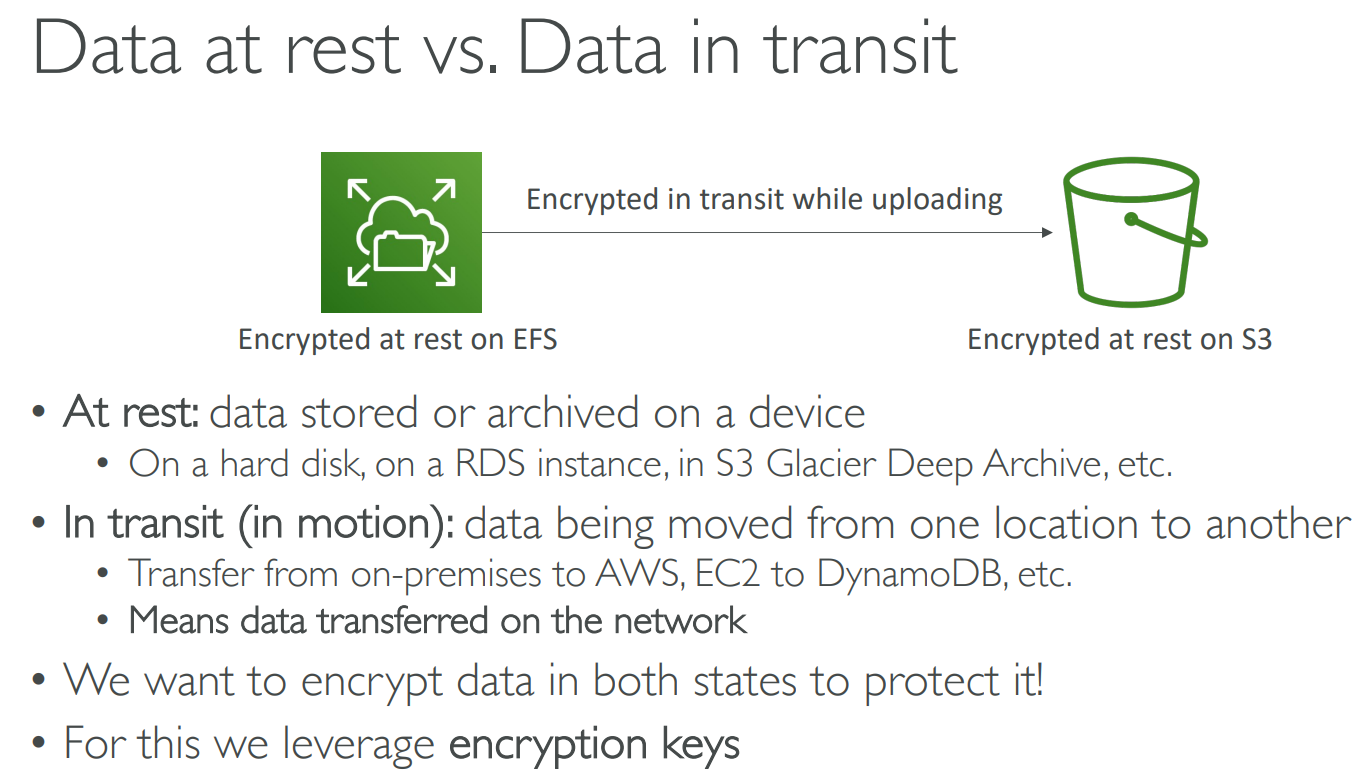 Data at rest vs. Data in transit
Encrypted in transit while uploading
Encrypted at rest on EFS
Encrypted at rest on S3
• At rest: data stored or archived on a device
• On a hard disk, on a RDS instance, in S3 Glacier Deep Archive, etc.
• In transit (in motion): data being moved from one location to another
• Transfer from on-premises to AWS, EC2 to DynamoDB, etc.
• Means data transferred on the network
• We want to encrypt data in both states to protect it!
• For this we leverage encryption keys